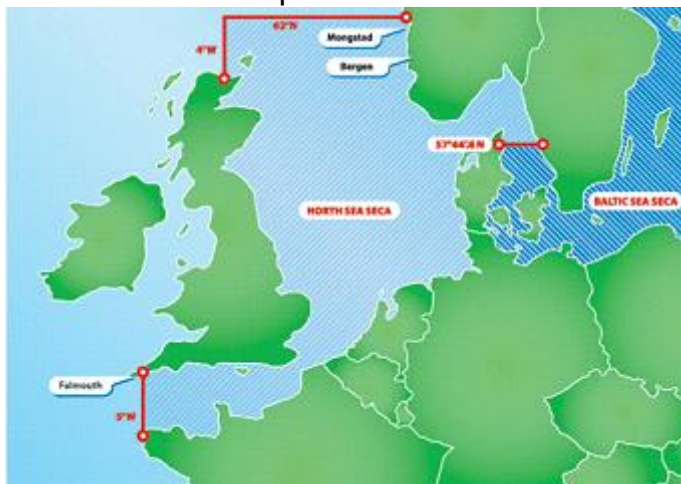 62°N
4°W
Mongstad
Bergen
57°44'.8 N
NORTH SEA SECA
BALTIC SEA SECA
Falmouth
5°W